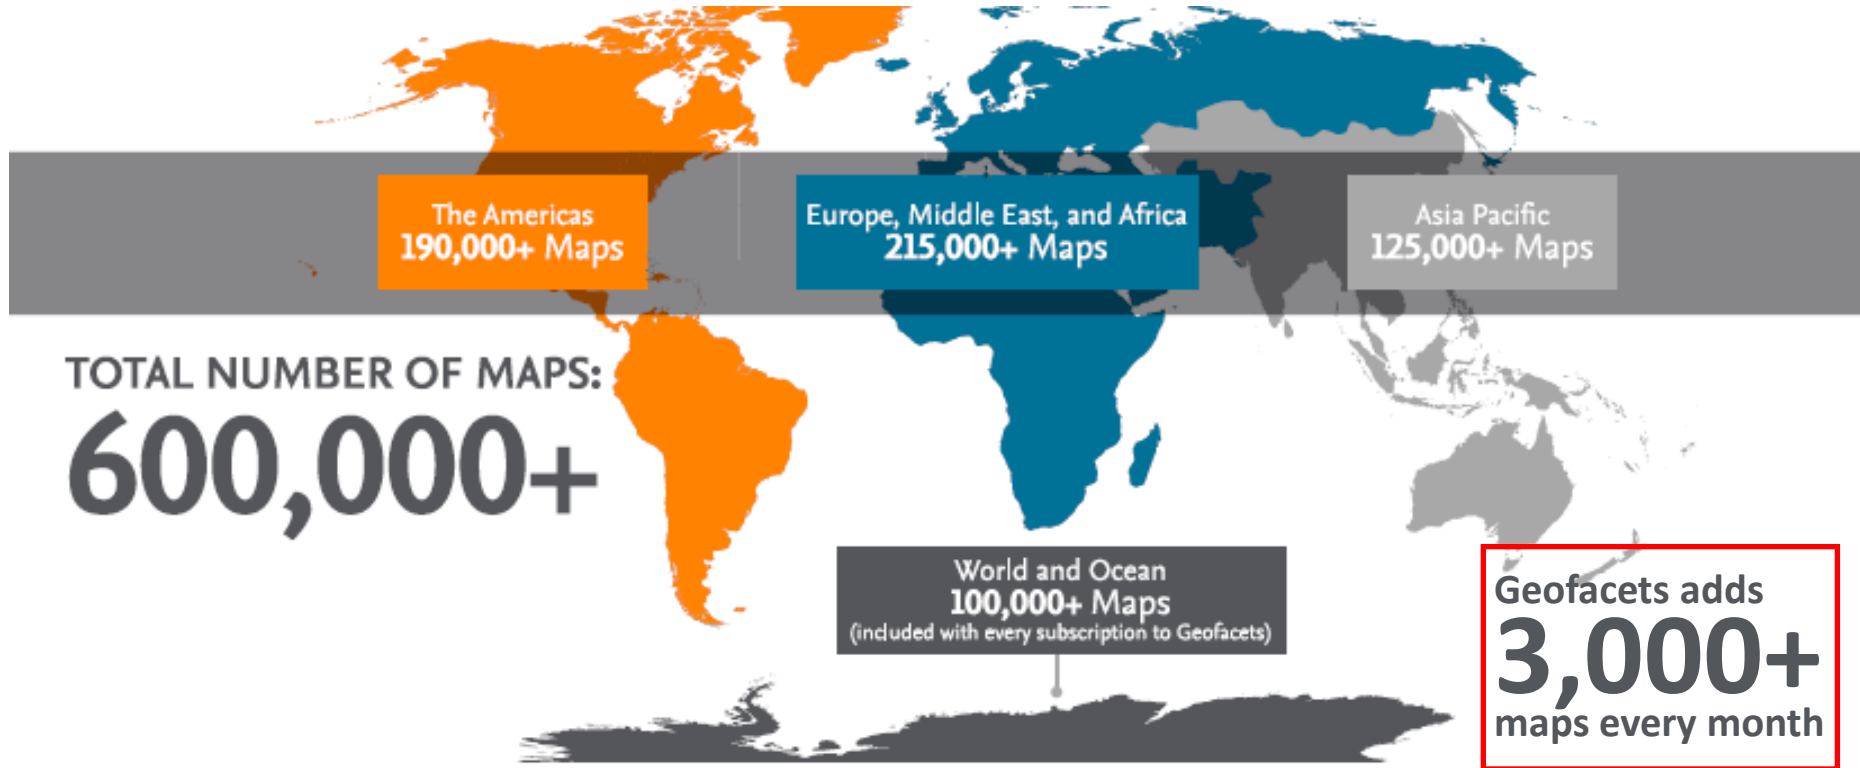 The Americas
190,000+ Maps
Europe, Middle East, and Africa
215,000+ Maps
Asia Pacific
125,000+ Maps
TOTAL NUMBER OF MAPS:
600,000+
World and Ocean
100,000+ Maps
(included with every subscription to Geofacets)
Geofacets adds
3,000+
maps every month